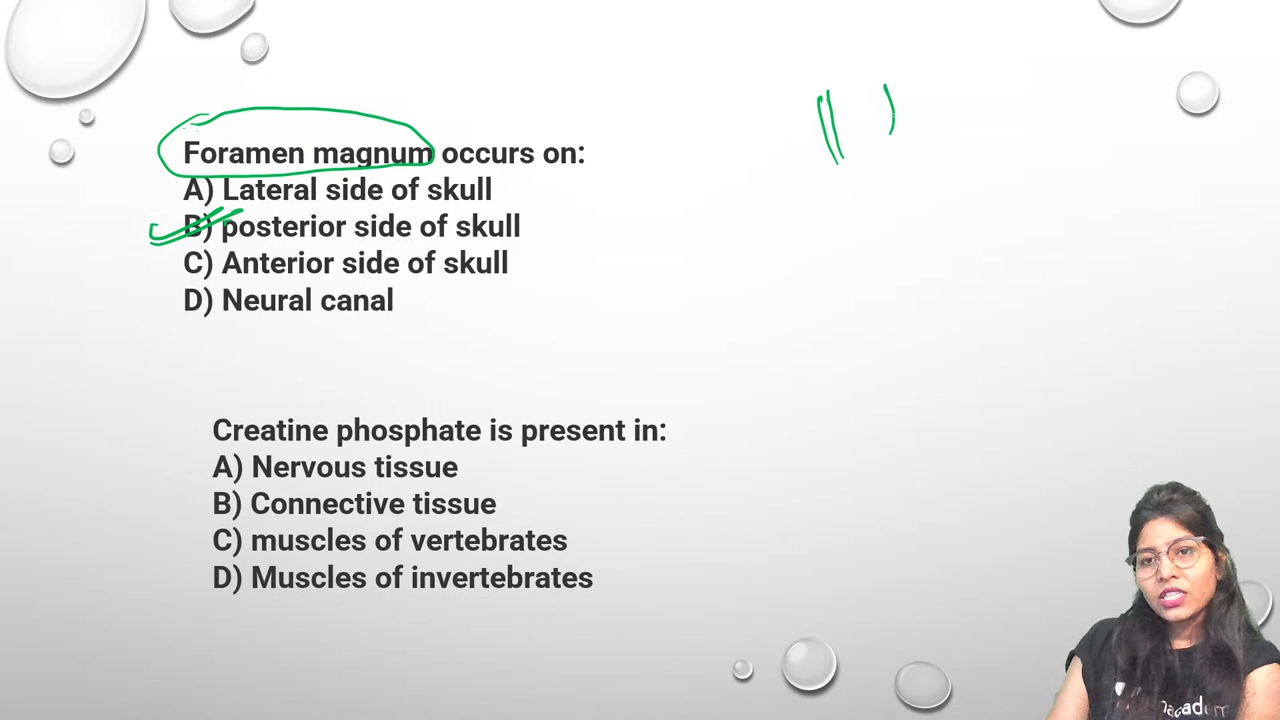 Foramen magnum occurs on:
A) Lateral side of skull
B) posterior side of skull
C) Anterior side of skull
D) Neural canal
Creatine phosphate is present in:
A) Nervous tissue
B) Connective tissue
C) muscles of vertebrates
D) Muscles of invertebrates